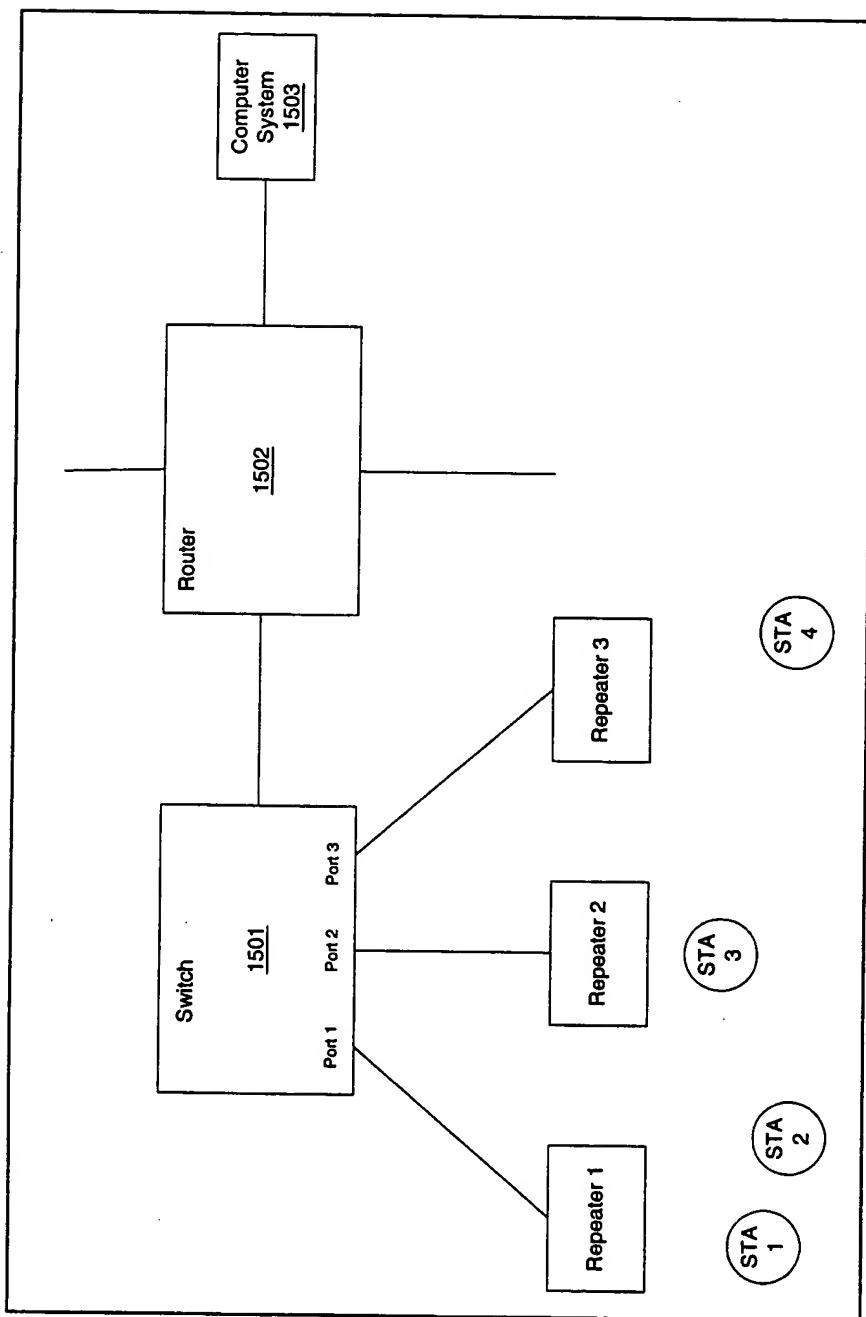 Switch
1501
Port 1
Port 2
Port 3
Router
1502
Computer
System
1503
Repeater 1
Repeater 2
Repeater 3
STA
1
STA
2
STA
3
STA
4